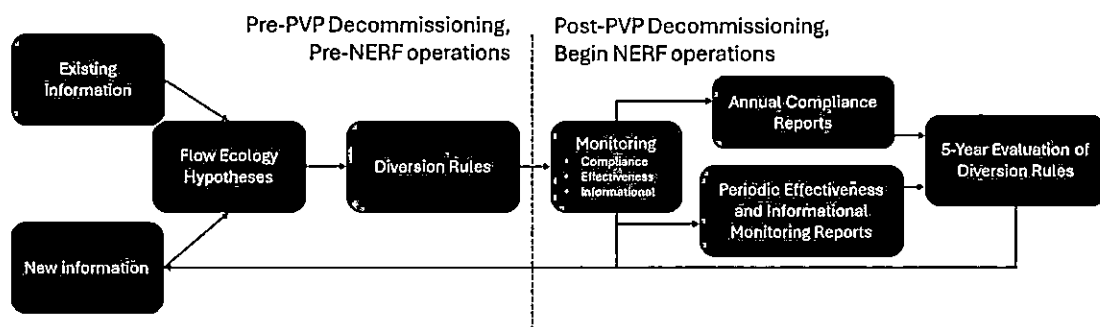 Pre-PVP Decommissioning,
Pre-NERF operations
Post-PVP Decommissioning,
Begin NERF operations
Existing
Information
Flow Ecology
Hypotheses
New information
Diversion Rules
Monitoring
• Compliance
• Effectiveness
• Informational
Annual Compliance
Reports
Periodic Effectiveness
and Informational
Monitoring Reports
5-Year Evaluation of
Diversion Rules